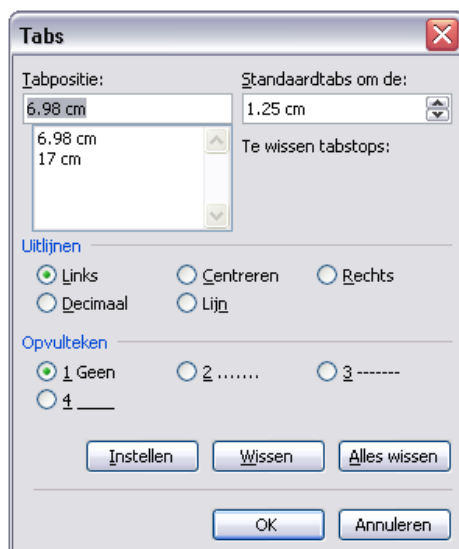 Tabs
Tabpositie: Standaardtabs om de:
6.98 cm 1.25 cm
6.98 cm
17 cm
Te wissen tabstops:
Uitlijnen
Links Centreren Rechts
Decimaal Lijn
Opvulteken
1 Geen 2 ....... 3 -------
4 ____
Instellen Wissen Alles wissen
OK Annuleren